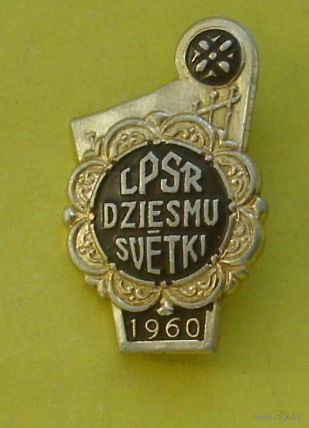 LPSR
DZIESMU
SVĒTKI
1960